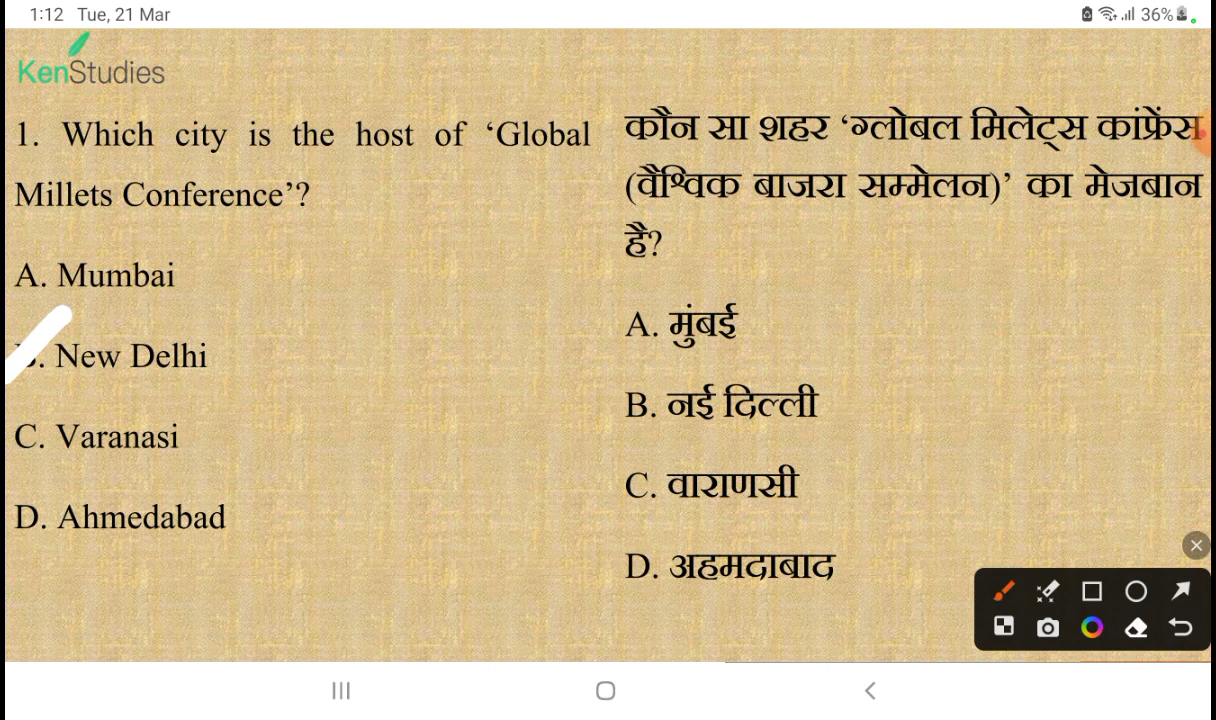 1:12 Tue, 21 Mar
36%
KenStudies
1. Which city is the host of ‘Global
Millets Conference’?
A. Mumbai
. New Delhi
C. Varanasi
D. Ahmedabad
कौन सा शहर ‘ग्लोबल मिलेट्स कांफ्रेंस
(वैश्विक बाजरा सम्मेलन)’ का मेजबान
है?
A. मुंबई
B. नई दिल्ली
C. वाराणसी
D. अहमदाबाद